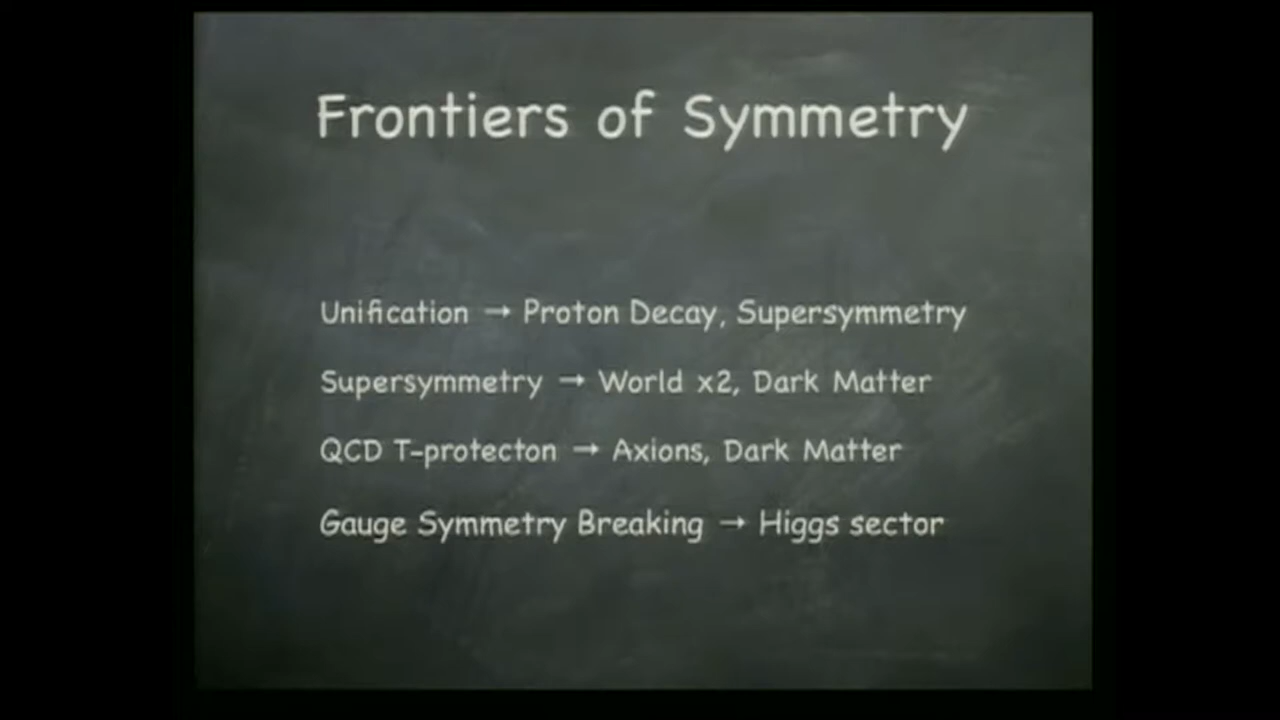 Frontiers of Symmetry
Unification → Proton Decay, Supersymmetry
Supersymmetry → World x2, Dark Matter
QCD T-protecton → Axions, Dark Matter
Gauge Symmetry Breaking → Higgs sector